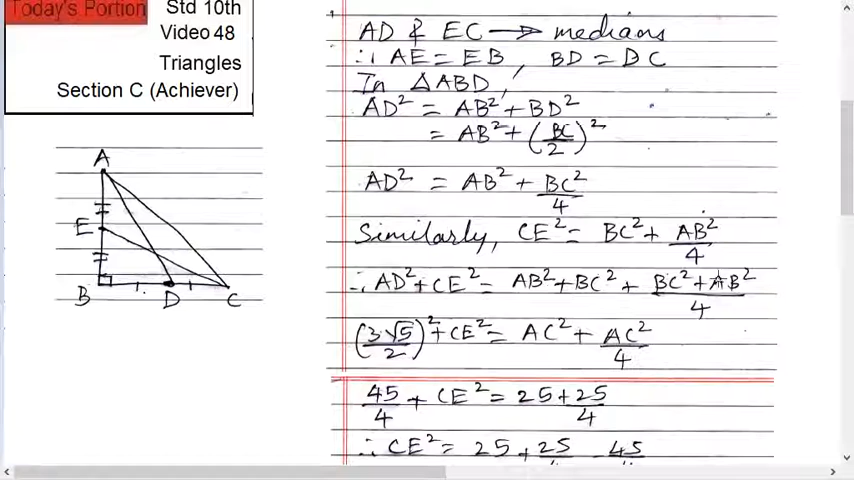 Today's Portion
Std 10th
Video 48
Triangles
Section C (Achiever)
A
E
B
D
C
AD & EC → medians
∴ AE = EB, BD = DC
In △ABD,
AD² = AB² + BD²
= AB² + (BC/2)²
AD² = AB² + BC²/4
Similarly, CE² = BC² + AB²/4
∴ AD² + CE² = AB² + BC² + (BC² + AB²)/4
(3√5/2)² + CE² = AC² + AC²/4
45/4 + CE² = 25 + 25/4
∴ CE² = 25 + 25/4 - 45/4